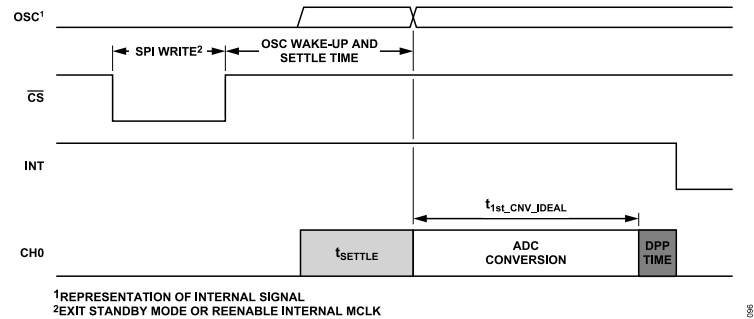 OSC1
SPI WRITE2
OSC WAKE-UP AND
SETTLE TIME
CS
INT
t1st_CNV_IDEAL
CH0
tSETTLE
ADC
CONVERSION
DPP
TIME
1REPRESENTATION OF INTERNAL SIGNAL
2EXIT STANDBY MODE OR REENABLE INTERNAL MCLK
096